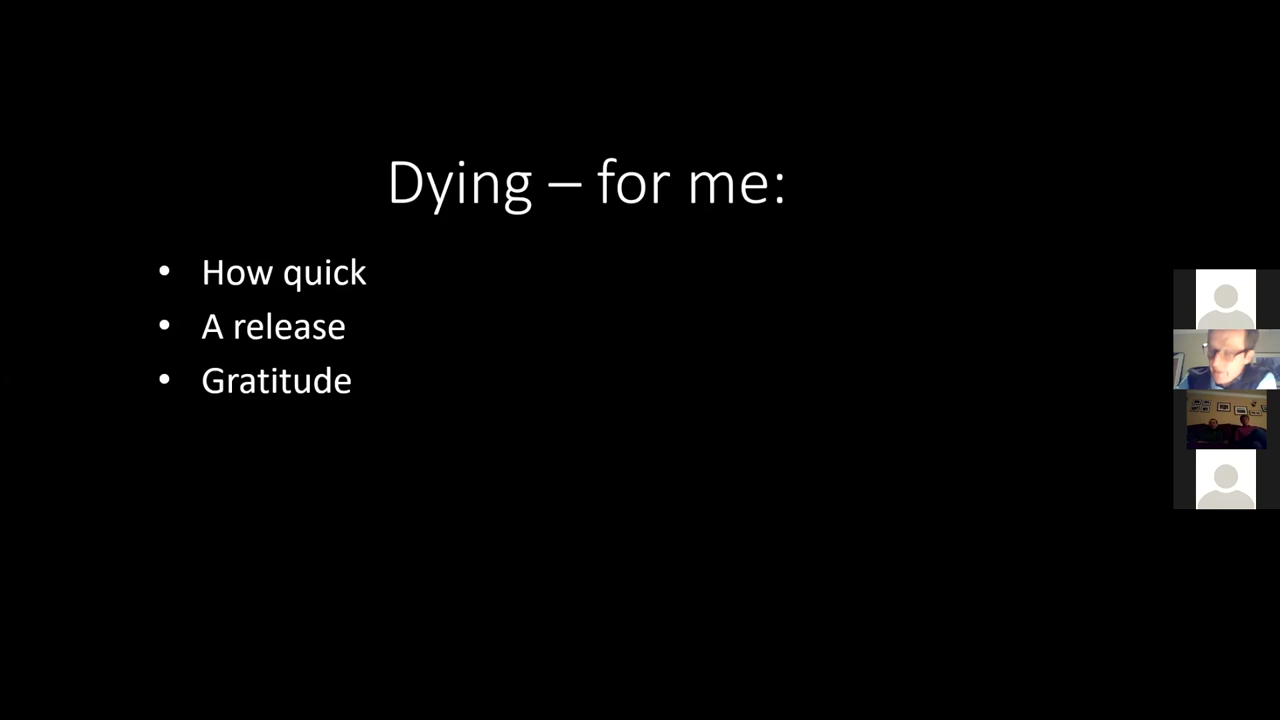 Dying – for me:
• How quick
• A release
• Gratitude